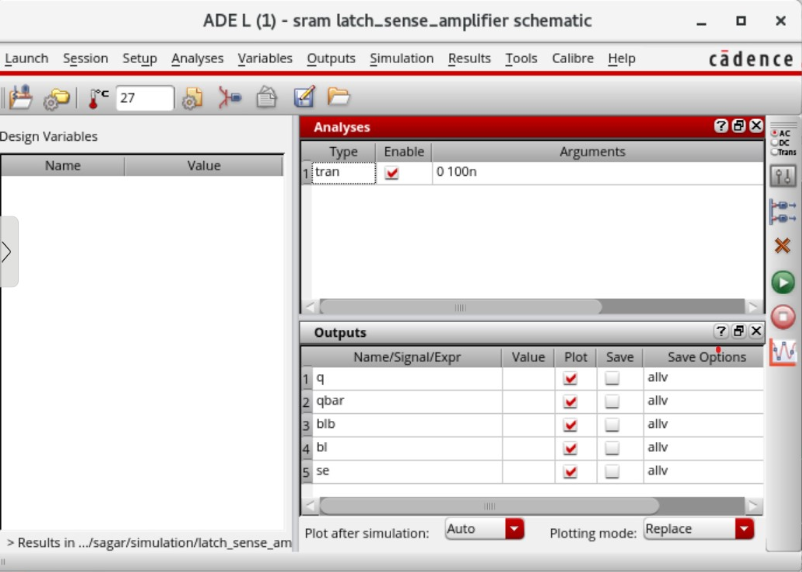 ADE L (1) - sram latch_sense_amplifier schematic
Launch Session Setup Analyses Variables Outputs Simulation Results Tools Calibre Help cādence
°C 27
Design Variables
Name Value
Analyses
Type Enable Arguments
1 tran 0 100n
AC
DC
Trans
Outputs
Name/Signal/Expr Value Plot Save Save Options
1 q allv
2 qbar allv
3 blb allv
4 bl allv
5 se allv
Plot after simulation: Auto Plotting mode: Replace
> Results in .../sagar/simulation/latch_sense_am